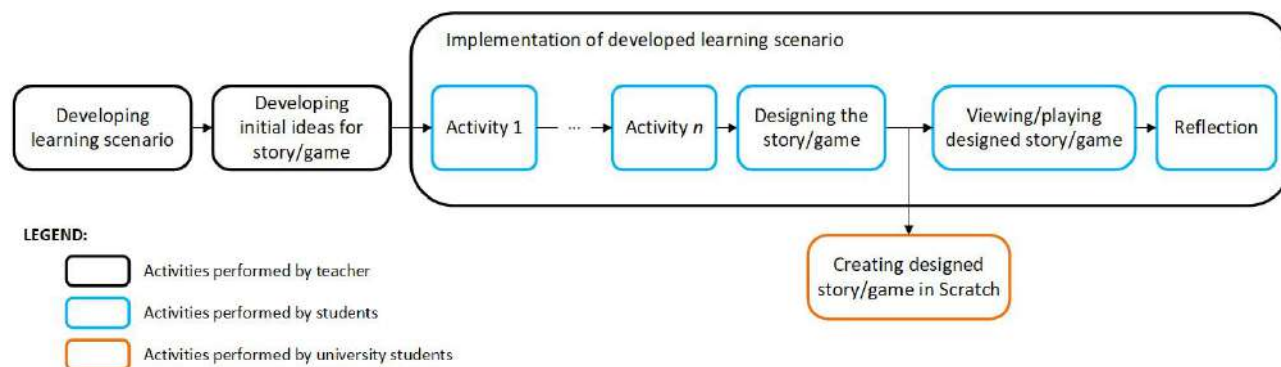 Implementation of developed learning scenario
Developing
learning scenario
Developing
initial ideas for
story/game
Activity 1
...
Activity n
Designing the
story/game
Viewing/playing
designed story/game
Reflection
Creating designed
story/game in Scratch
LEGEND:
Activities performed by teacher
Activities performed by students
Activities performed by university students